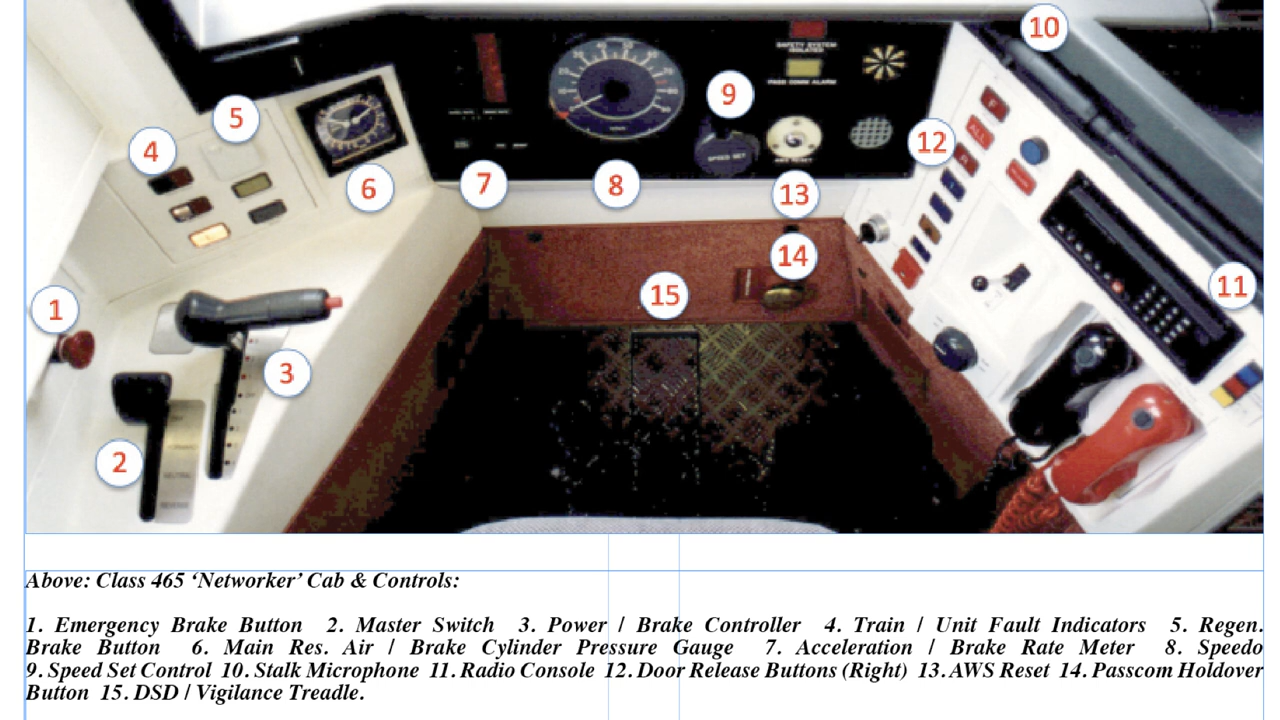 10
SAFETY SYSTEM
ISOLATED
PASS COMM ALARM
9
5
4
12
F
ALL
R
SPEED SET
AWS RESET
6
7
8
13
14
15
11
1
3
2
NEUTRAL
REVERSE
Above: Class 465 ‘Networker’ Cab & Controls:
1. Emergency Brake Button 2. Master Switch 3. Power / Brake Controller 4. Train / Unit Fault Indicators 5. Regen.
Brake Button 6. Main Res. Air / Brake Cylinder Pressure Gauge 7. Acceleration / Brake Rate Meter 8. Speedo
9. Speed Set Control 10. Stalk Microphone 11. Radio Console 12. Door Release Buttons (Right) 13. AWS Reset 14. Passcom Holdover
Button 15. DSD / Vigilance Treadle.